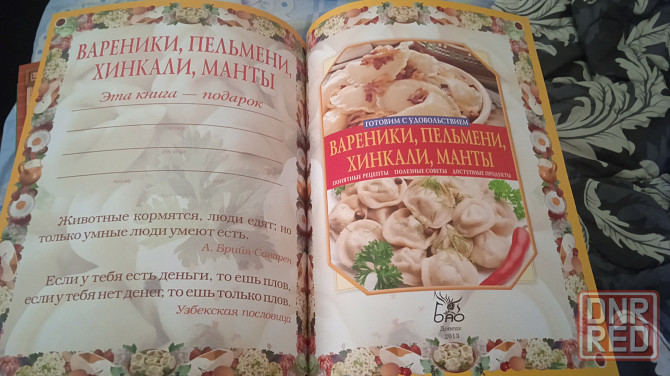 ВАРЕНИКИ, ПЕЛЬМЕНИ,
ХИНКАЛИ, МАНТЫ
Эта книга — подарок
Животные кормятся, люди едят; но
только умные люди умеют есть.
А. Брийя-Саварен
Если у тебя есть деньги, то ешь плов,
если у тебя нет денег, то ешь только плов.
Узбекская пословица
ГОТОВИМ С УДОВОЛЬСТВИЕМ
ВАРЕНИКИ, ПЕЛЬМЕНИ,
ХИНКАЛИ, МАНТЫ
ПОНЯТНЫЕ РЕЦЕПТЫ ПОЛЕЗНЫЕ СОВЕТЫ ДОСТУПНЫЕ ПРОДУКТЫ
БАО
Донецк
2013
DNR
RED